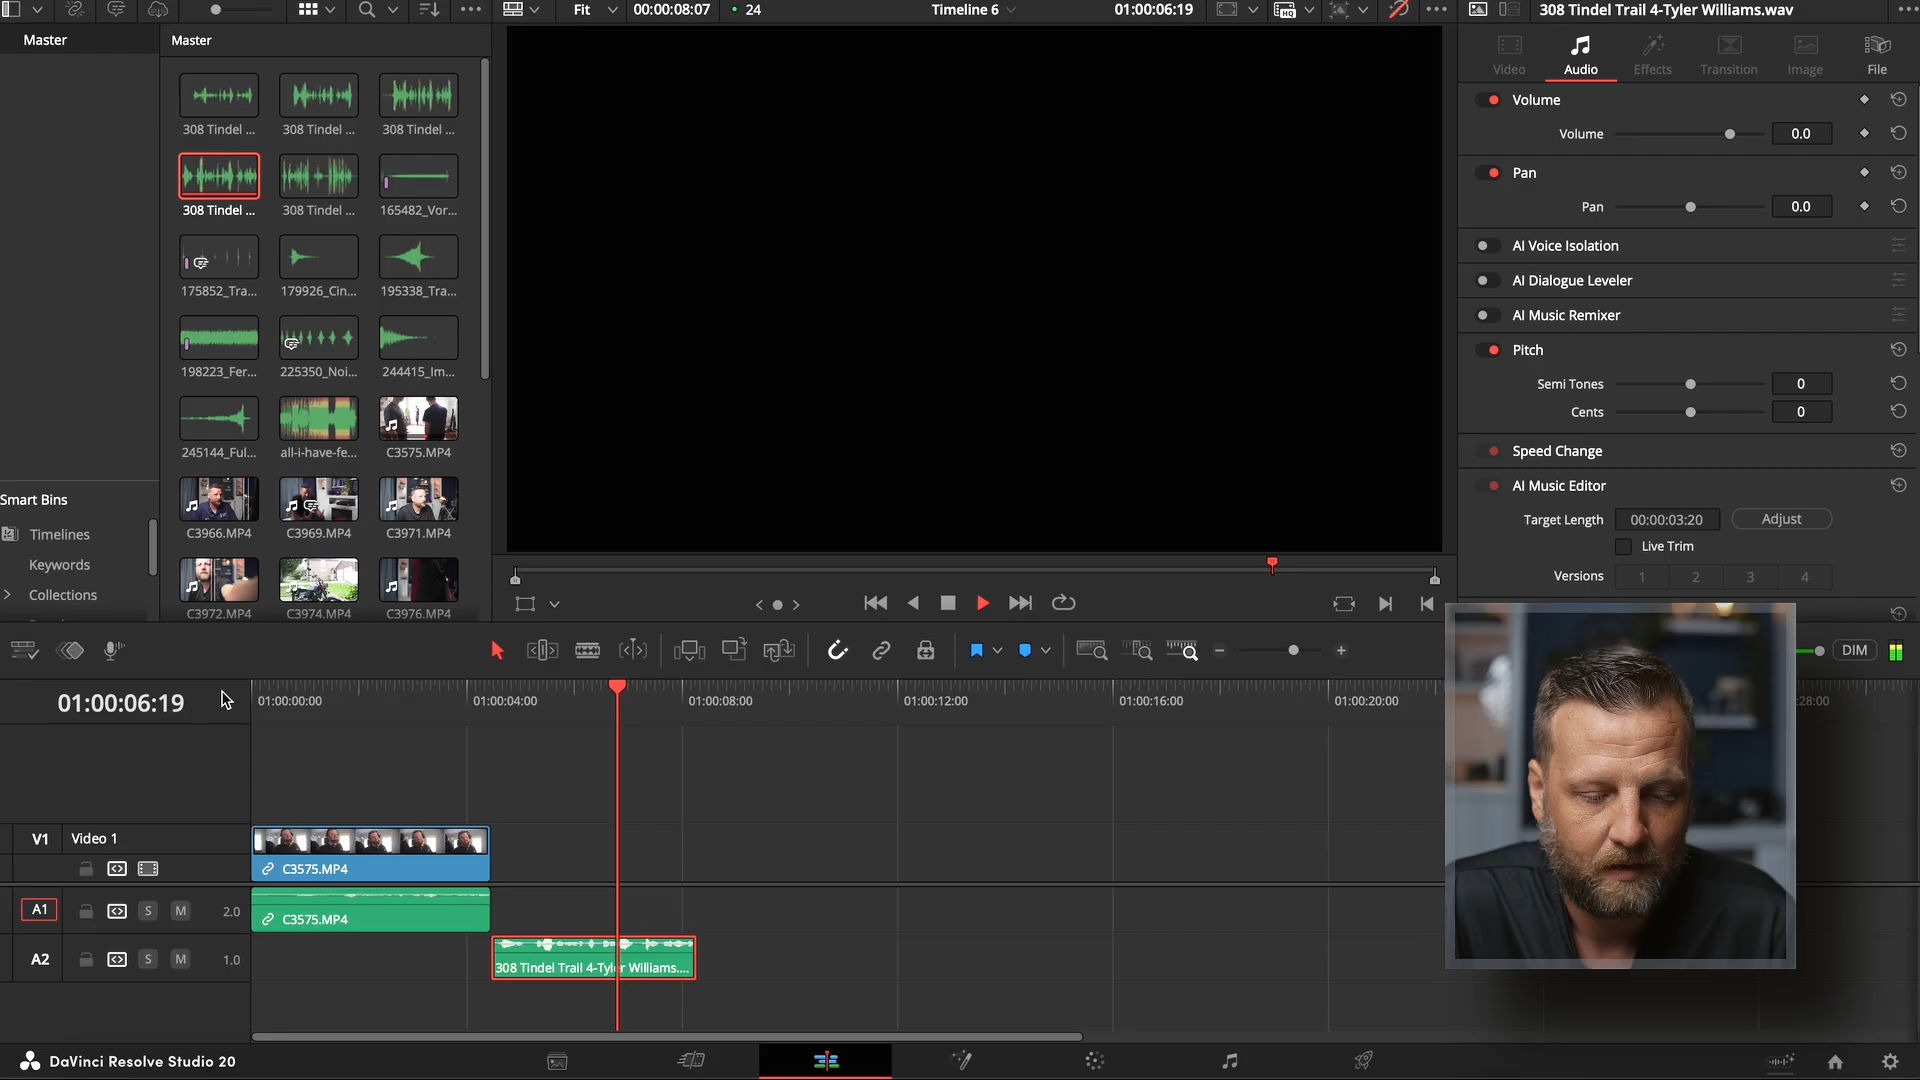 Fit 00:00:08:07 24 Timeline 6 01:00:06:19 308 Tindel Trail 4-Tyler Williams.wav
Master Master
Video Audio Effects Transition Image File
308 Tindel ... 308 Tindel ... 308 Tindel ...
308 Tindel ... 308 Tindel ... 165482_Vor...
175852_Tra... 179926_Cin... 195338_Tra...
198223_Fer... 225350_Noi... 244415_Im...
245144_Ful... all-i-have-fe... C3575.MP4
C3966.MP4 C3969.MP4 C3971.MP4
C3972.MP4 C3974.MP4 C3976.MP4
Smart Bins
Timelines
Keywords
Collections
Volume
Volume 0.0
Pan
Pan 0.0
AI Voice Isolation
AI Dialogue Leveler
AI Music Remixer
Pitch
Semi Tones 0
Cents 0
Speed Change
AI Music Editor
Target Length 00:00:03:20 Adjust
Live Trim
Versions 1 2 3 4
DIM
01:00:06:19 01:00:00:00 01:00:04:00 01:00:08:00 01:00:12:00 01:00:16:00 01:00:20:00 28:00
V1 Video 1
C3575.MP4
A1 S M 2.0 C3575.MP4
A2 S M 1.0 308 Tindel Trail 4-Tyler Williams....
DaVinci Resolve Studio 20